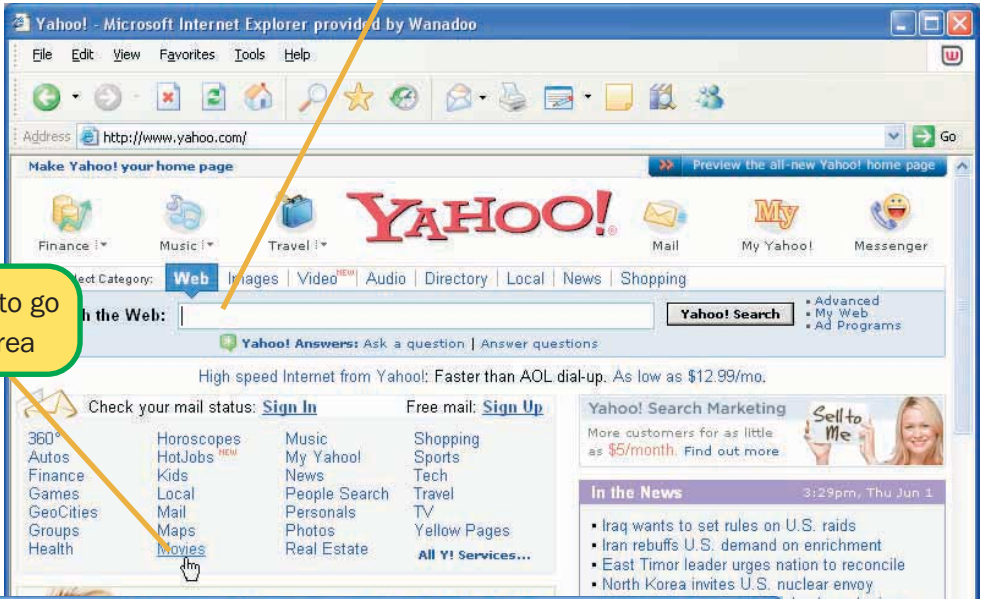 Yahoo! - Microsoft Internet Explorer provided by Wanadoo
File Edit View Favorites Tools Help
Address http://www.yahoo.com/ Go
Make Yahoo! your home page
Preview the all-new Yahoo! home page
YAHOO!
My
Finance Music Travel Mail My Yahoo! Messenger
Category: Web Images | Video NEW | Audio | Directory | Local | News | Shopping
to go
rea
the Web:
Yahoo! Search
• Advanced
• My Web
• Ad Programs
Yahoo! Answers: Ask a question | Answer questions
High speed Internet from Yahoo!: Faster than AOL dial-up. As low as $12.99/mo.
Check your mail status: Sign In Free mail: Sign Up
360° Horoscopes Music Shopping
Autos HotJobs NEW My Yahoo! Sports
Finance Kids News Tech
Games Local People Search Travel
GeoCities Mail Personals TV
Groups Maps Photos Yellow Pages
Health Movies Real Estate All Y! Services...
Yahoo! Search Marketing
More customers for as little
as $5/month. Find out more
Sell to
Me
In the News 3:29pm, Thu Jun 1
• Iraq wants to set rules on U.S. raids
• Iran rebuffs U.S. demand on enrichment
• East Timor leader urges nation to reconcile
• North Korea invites U.S. nuclear envoy